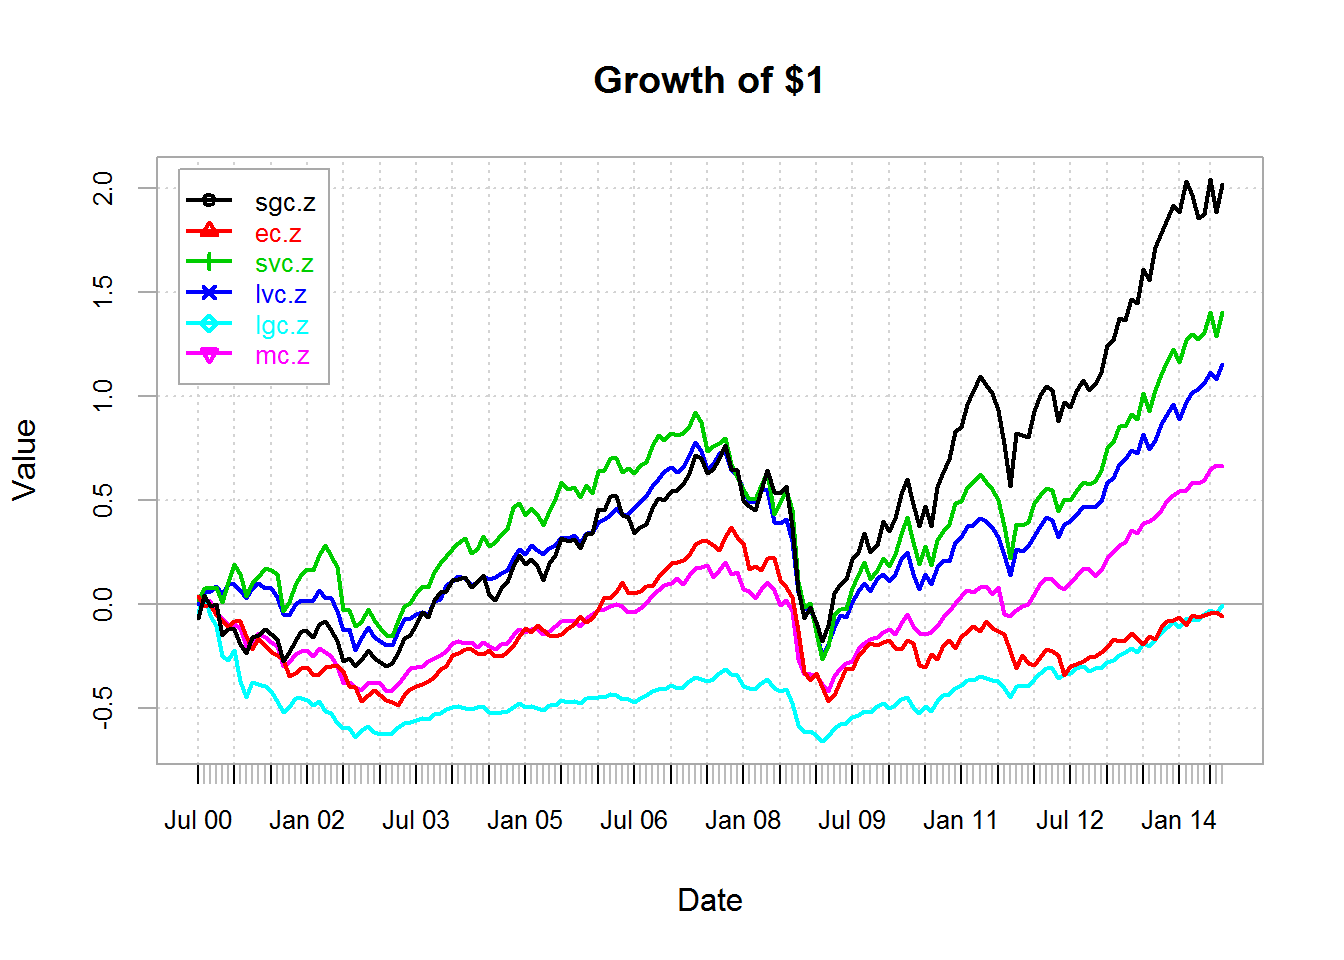 Growth of $1
Value
2.0
1.5
1.0
0.5
0.0
-0.5
sgc.z
ec.z
svc.z
lvc.z
lgc.z
mc.z
Jul 00 Jan 02 Jul 03 Jan 05 Jul 06 Jan 08 Jul 09 Jan 11 Jul 12 Jan 14
Date